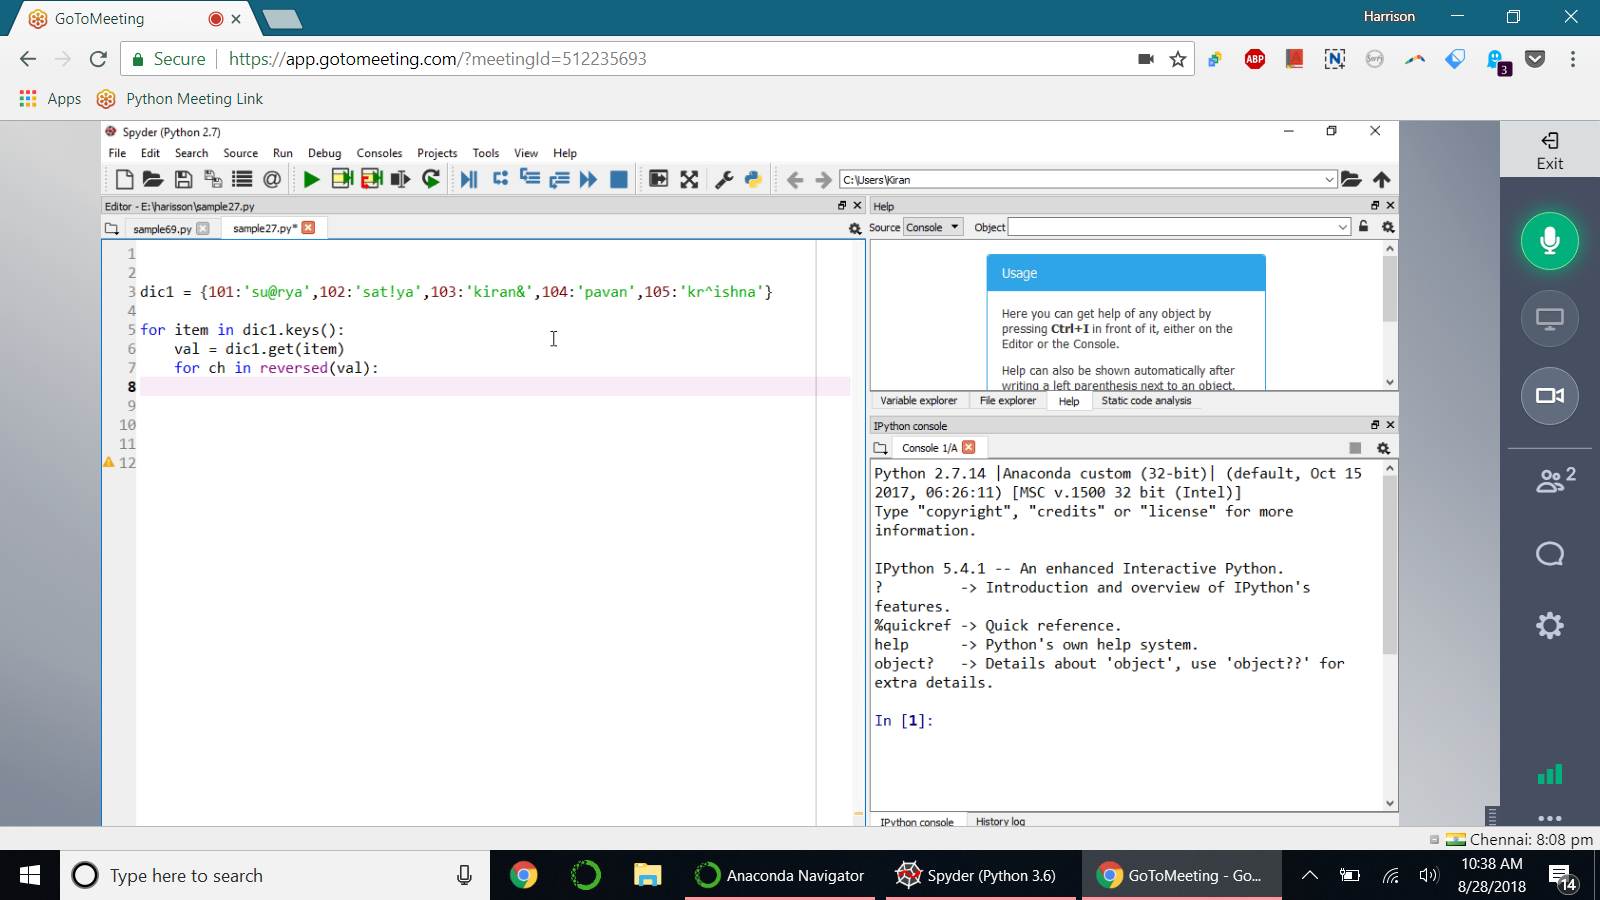 GoToMeeting
Harrison
Secure
https://app.gotomeeting.com/?meetingId=512235693
ABP
3
Apps
Python Meeting Link
Spyder (Python 2.7)
File Edit Search Source Run Debug Consoles Projects Tools View Help
C:\Users\Kiran
Editor - E:\harisson\sample27.py
sample69.py
sample27.py*
1
2
3 dic1 = {101:'su@rya',102:'sat!ya',103:'kiran&',104:'pavan',105:'kr^ishna'}
4
5 for item in dic1.keys():
6     val = dic1.get(item)
7     for ch in reversed(val):
8
9
10
11
12
Help
Source Console Object
Usage
Here you can get help of any object by
pressing Ctrl+I in front of it, either on the
Editor or the Console.
Help can also be shown automatically after
writing a left parenthesis next to an object.
Variable explorer File explorer Help Static code analysis
IPython console
Console 1/A
Python 2.7.14 |Anaconda custom (32-bit)| (default, Oct 15
2017, 06:26:11) [MSC v.1500 32 bit (Intel)]
Type "copyright", "credits" or "license" for more
information.
IPython 5.4.1 -- An enhanced Interactive Python.
?         -> Introduction and overview of IPython's
features.
%quickref -> Quick reference.
help      -> Python's own help system.
object?   -> Details about 'object', use 'object??' for
extra details.
In [1]:
IPython console History log
Exit
2
Chennai: 8:08 pm
Type here to search
Anaconda Navigator
Spyder (Python 3.6)
GoToMeeting - Go...
10:38 AM
8/28/2018
14